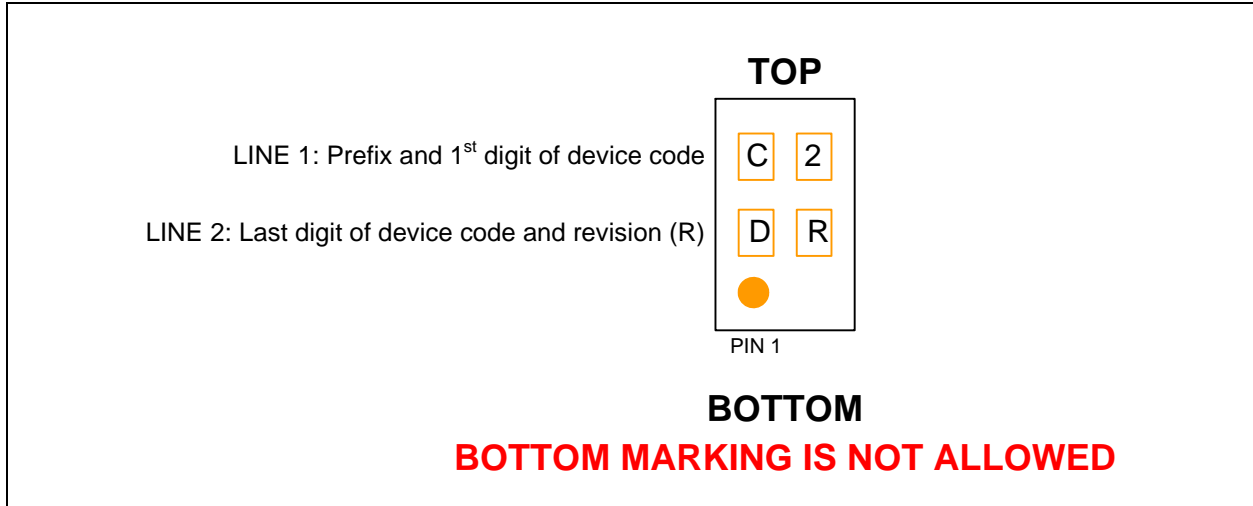 TOP
LINE 1: Prefix and 1st digit of device code
C 2
LINE 2: Last digit of device code and revision (R)
D R
PIN 1
BOTTOM
BOTTOM MARKING IS NOT ALLOWED